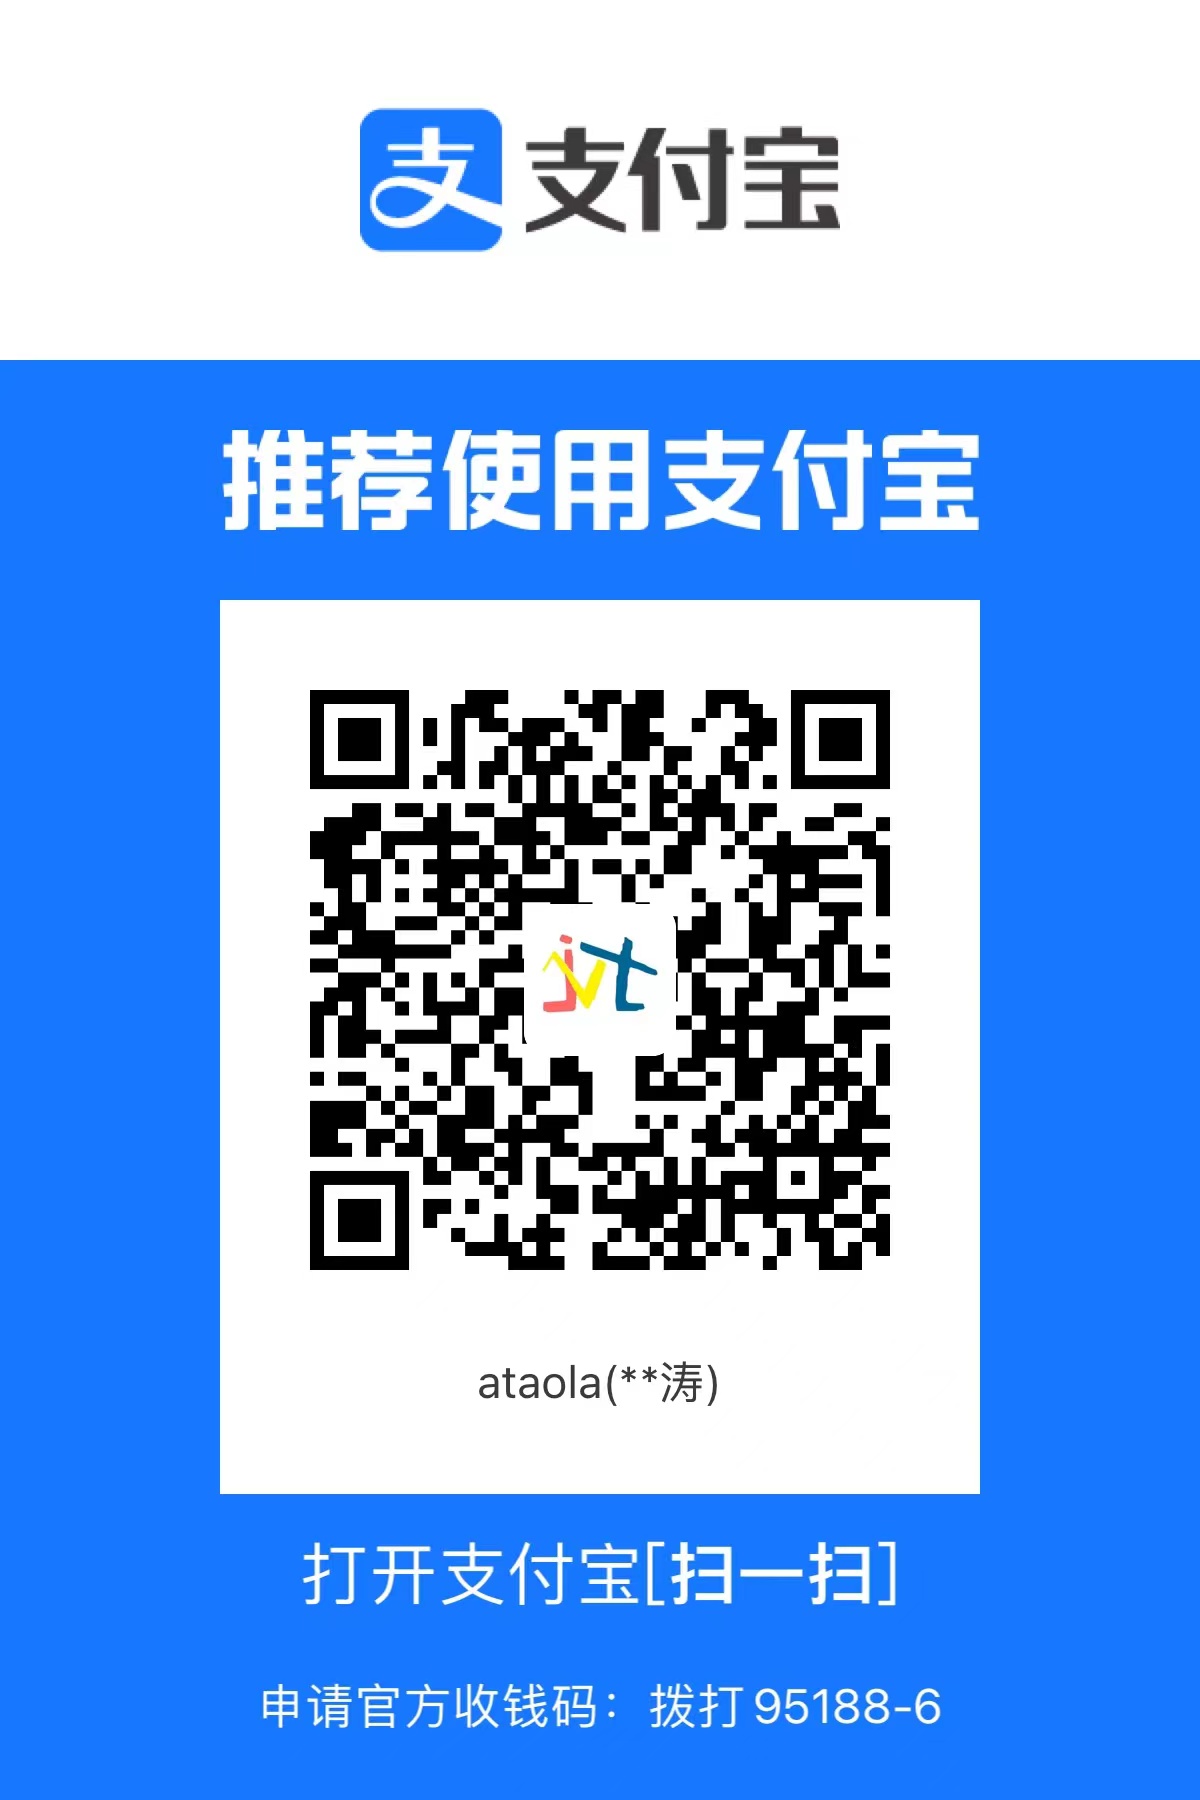 支 支付宝
推荐使用支付宝
jvt
ataola(**涛)
打开支付宝[扫一扫]
申请官方收钱码：拨打 95188-6